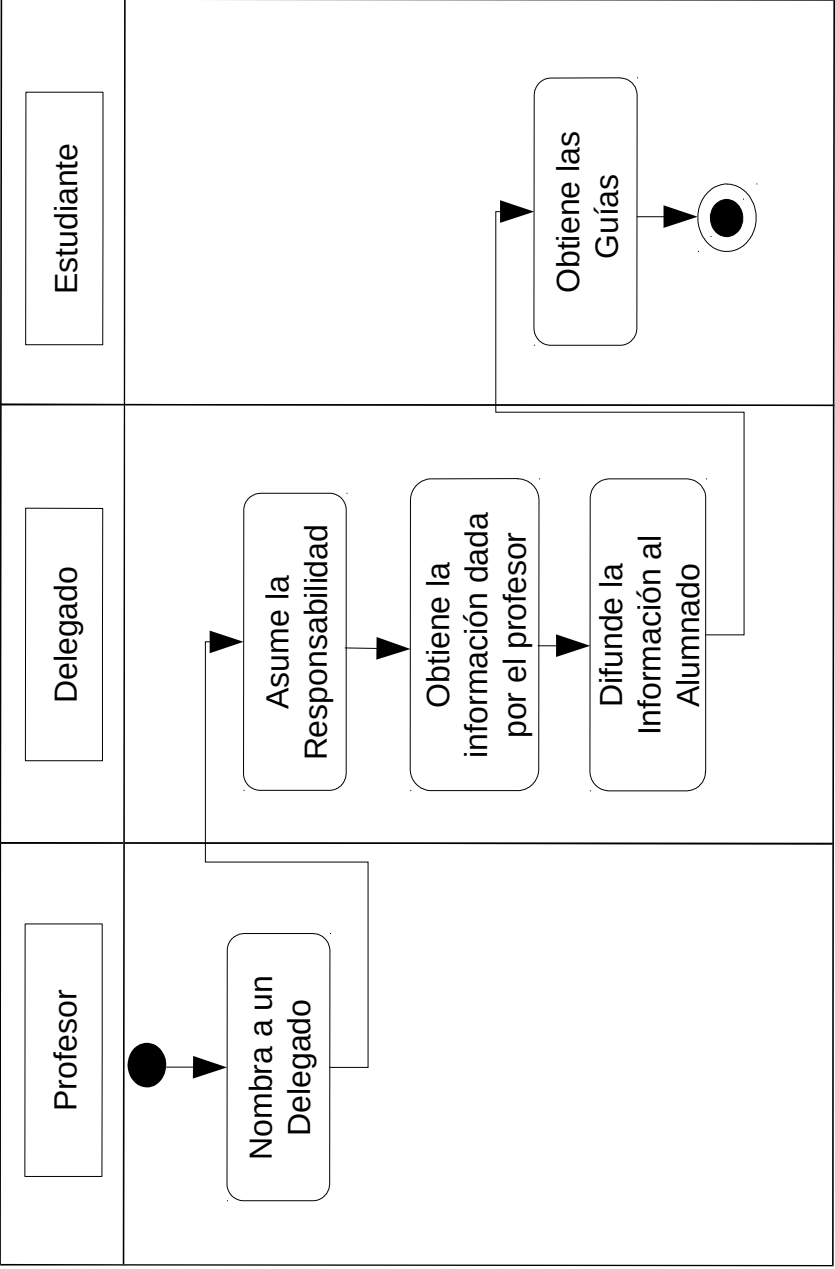 Profesor
Delegado
Estudiante
Nombra a un
Delegado
Asume la
Responsabilidad
Obtiene la
información dada
por el profesor
Difunde la
Información al
Alumnado
Obtiene las
Guías